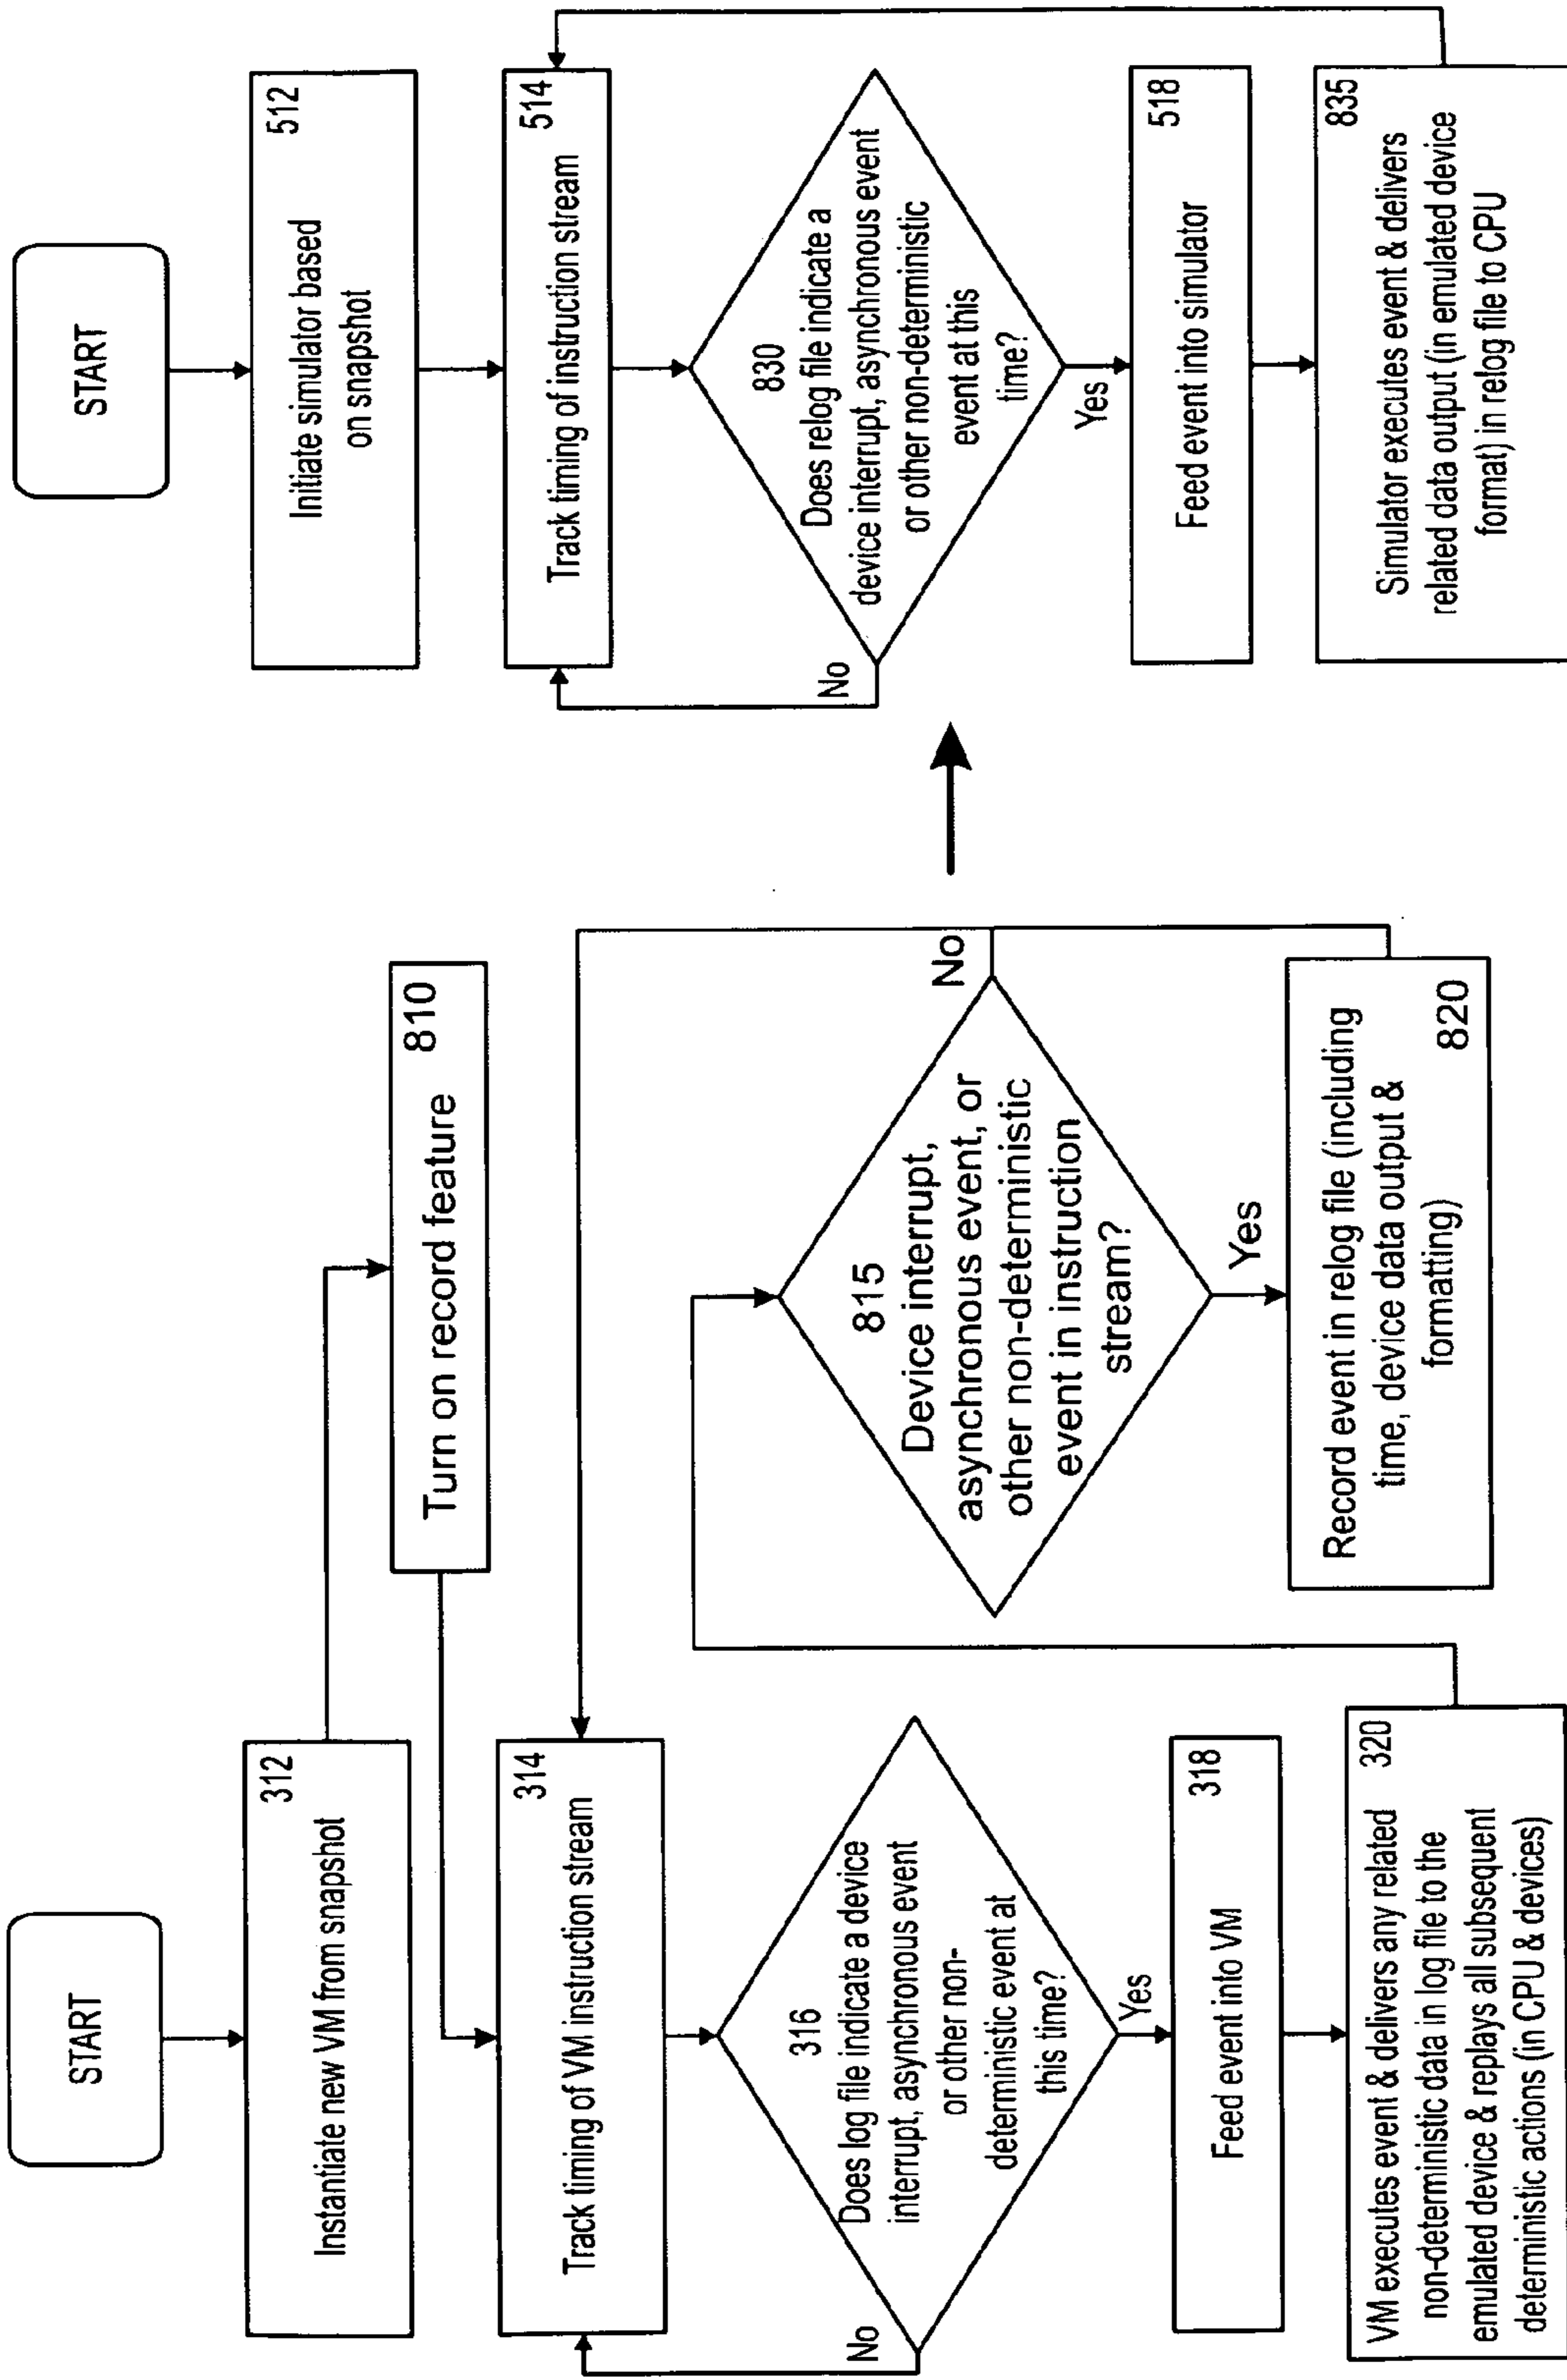 START
312
Instantiate new VM from snapshot
Turn on record feature 810
314
Track timing of VM instruction stream
316
Does log file indicate a device
interrupt, asynchronous event
or other non-
deterministic event at
this time?
No
Yes
318
Feed event into VM
320
VM executes event & delivers any related
non-deterministic data in log file to the
emulated device & replays all subsequent
deterministic actions (in CPU & devices)
815
Device interrupt,
asynchronous event, or
other non-deterministic
event in instruction
stream?
No
Yes
Record event in relog file (including
time, device data output &
formatting)
820
START
512
Initiate simulator based
on snapshot
514
Track timing of instruction stream
830
Does relog file indicate a
device interrupt, asynchronous event
or other non-deterministic
event at this
time?
No
Yes
518
Feed event into simulator
835
Simulator executes event & delivers
related data output (in emulated device
format) in relog file to CPU